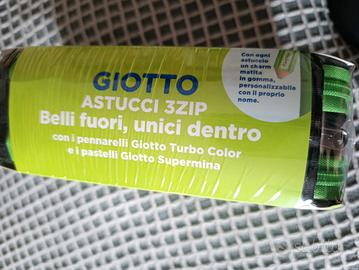 Con ogni
astuccio
un charm
matita
in gomma,
personalizzabile
con il proprio
nome.
GIOTTO
ASTUCCI 3ZIP
Belli fuori, unici dentro
con i pennarelli Giotto Turbo Color
e i pastelli Giotto Supermina